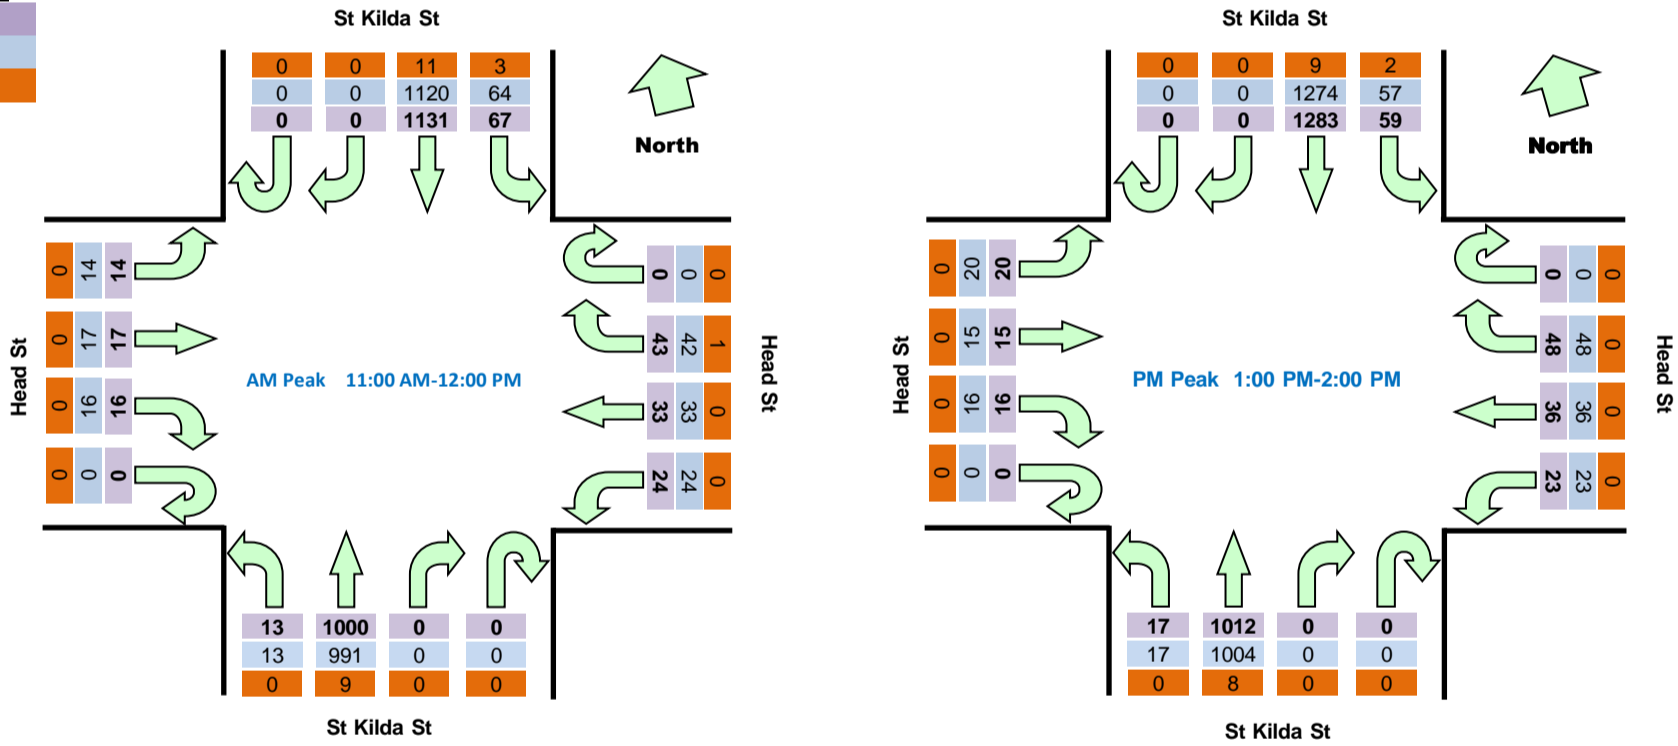 St Kilda St
0 0 11 3
0 0 1120 64
0 0 1131 67
North
0 14 14
0 17 17
0 16 16
0 0 0
Head St
AM Peak 11:00 AM-12:00 PM
0 0 0
43 42 1
33 33 0
24 24 0
Head St
13 1000 0 0
13 991 0 0
0 9 0 0
St Kilda St
St Kilda St
0 0 9 2
0 0 1274 57
0 0 1283 59
North
0 20 20
0 15 15
0 16 16
0 0 0
Head St
PM Peak 1:00 PM-2:00 PM
0 0 0
48 48 0
36 36 0
23 23 0
Head St
17 1012 0 0
17 1004 0 0
0 8 0 0
St Kilda St